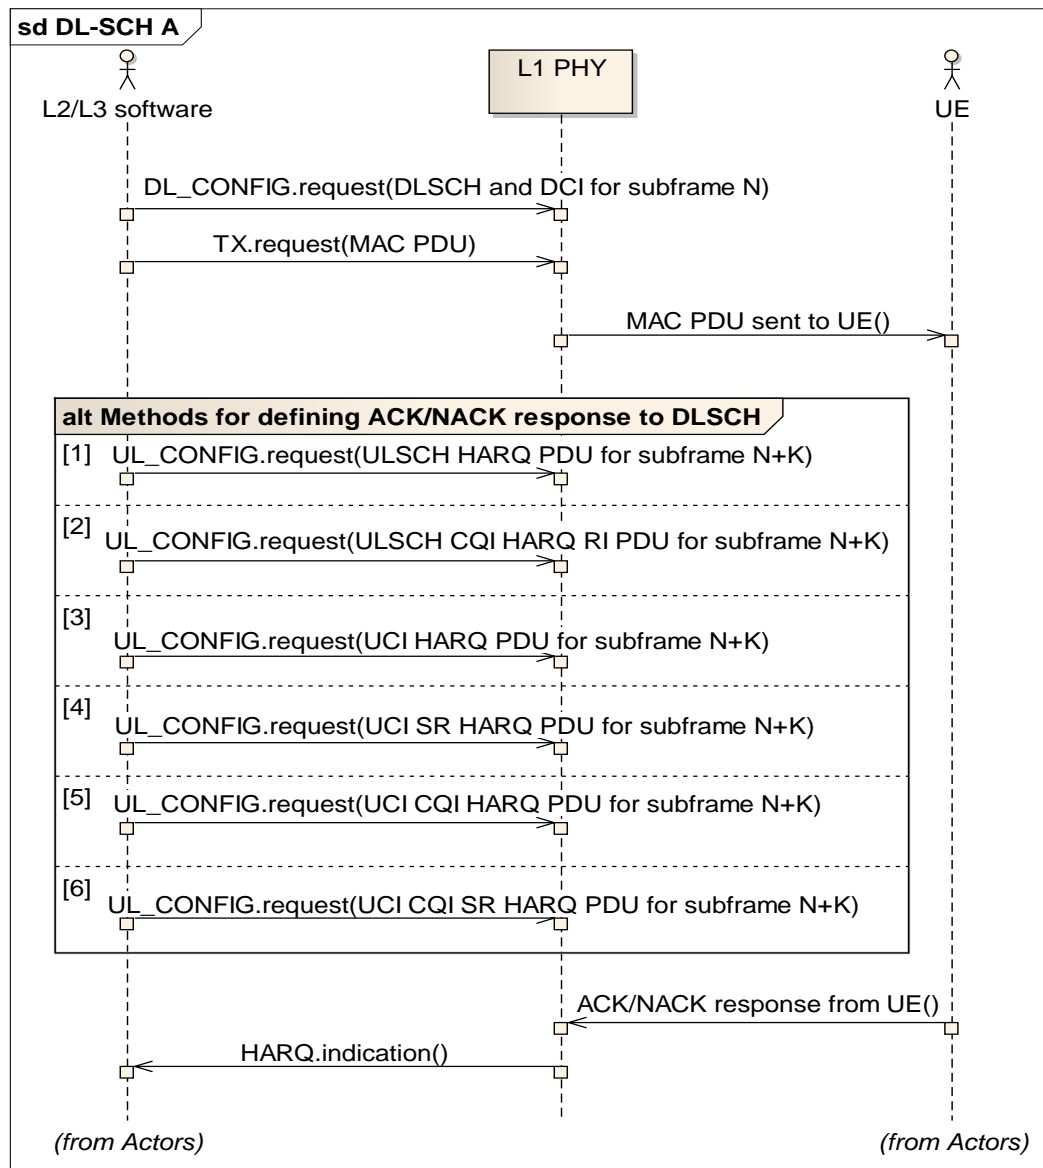 sd DL-SCH A
L2/L3 software
L1 PHY
UE
DL_CONFIG.request(DLSCH and DCI for subframe N)
TX.request(MAC PDU)
MAC PDU sent to UE()
alt Methods for defining ACK/NACK response to DLSCH
[1] UL_CONFIG.request(ULSCH HARQ PDU for subframe N+K)
[2] UL_CONFIG.request(ULSCH CQI HARQ RI PDU for subframe N+K)
[3] UL_CONFIG.request(UCI HARQ PDU for subframe N+K)
[4] UL_CONFIG.request(UCI SR HARQ PDU for subframe N+K)
[5] UL_CONFIG.request(UCI CQI HARQ PDU for subframe N+K)
[6] UL_CONFIG.request(UCI CQI SR HARQ PDU for subframe N+K)
ACK/NACK response from UE()
HARQ.indication()
(from Actors)
(from Actors)